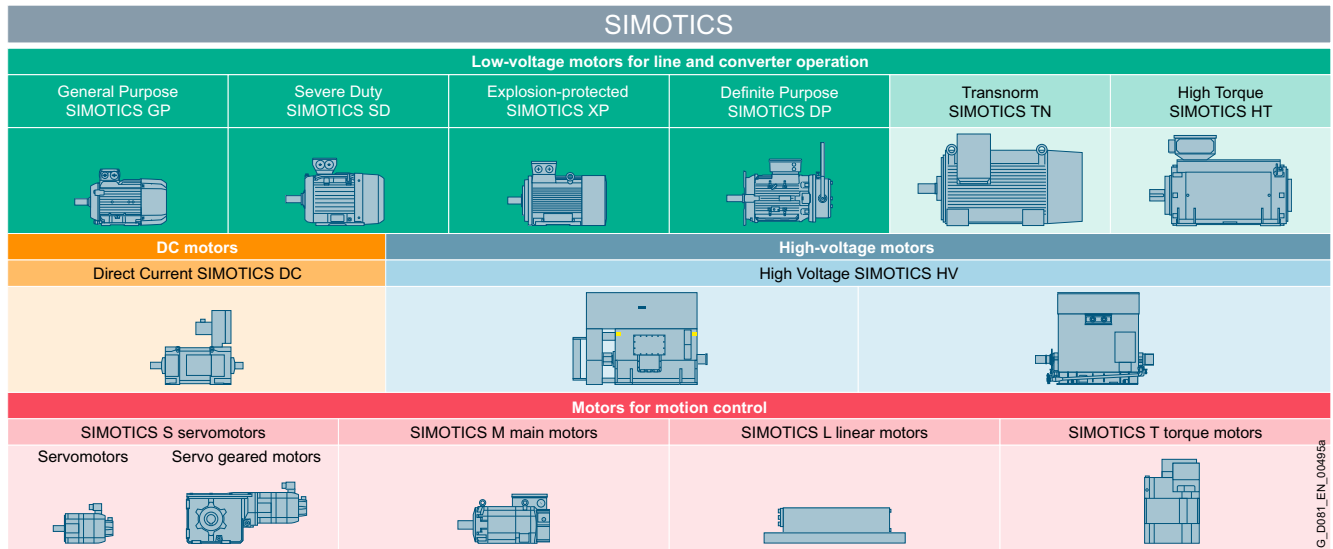 SIMOTICS
Low-voltage motors for line and converter operation
General Purpose
SIMOTICS GP
Severe Duty
SIMOTICS SD
Explosion-protected
SIMOTICS XP
Definite Purpose
SIMOTICS DP
Transnorm
SIMOTICS TN
High Torque
SIMOTICS HT
DC motors
High-voltage motors
Direct Current SIMOTICS DC
High Voltage SIMOTICS HV
Motors for motion control
SIMOTICS S servomotors
SIMOTICS M main motors
SIMOTICS L linear motors
SIMOTICS T torque motors
Servomotors
Servo geared motors
G_D081_EN_00495a